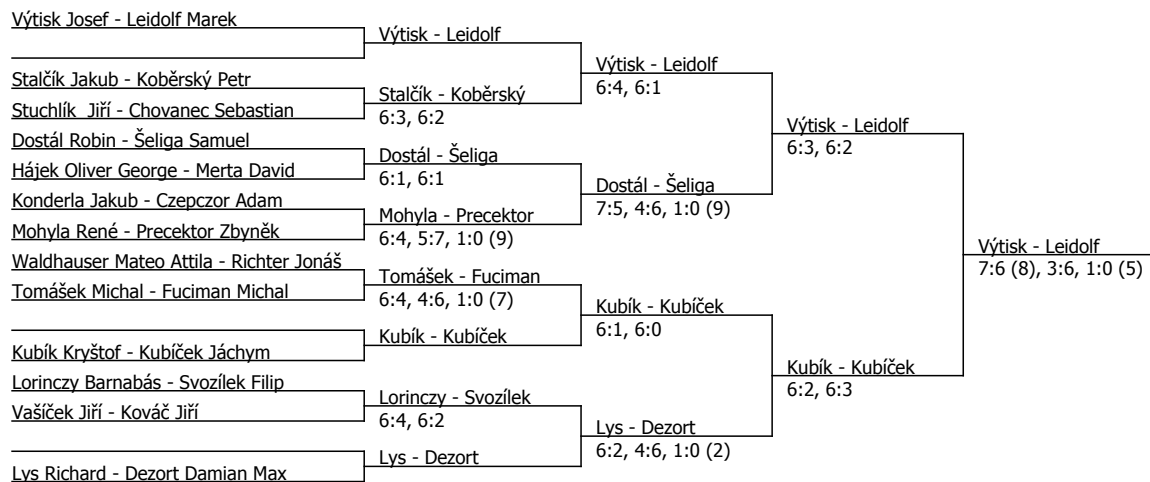 Výtisk Josef - Leidolf Marek
Výtisk - Leidolf
Výtisk - Leidolf
6:4, 6:1
Stalčík Jakub - Koběrský Petr
Stalčík - Koběrský
Stuchlík  Jiří - Chovanec Sebastian
6:3, 6:2
Výtisk - Leidolf
6:3, 6:2
Dostál Robin - Šeliga Samuel
Dostál - Šeliga
Hájek Oliver George - Merta David
6:1, 6:1
Dostál - Šeliga
7:5, 4:6, 1:0 (9)
Konderla Jakub - Czepczor Adam
Mohyla - Precektor
Mohyla René - Precektor Zbyněk
6:4, 5:7, 1:0 (9)
Výtisk - Leidolf
7:6 (8), 3:6, 1:0 (5)
Waldhauser Mateo Attila - Richter Jonáš
Tomášek - Fuciman
Tomášek Michal - Fuciman Michal
6:4, 4:6, 1:0 (7)
Kubík - Kubíček
6:1, 6:0
Kubík - Kubíček
Kubík Kryštof - Kubíček Jáchym
Kubík - Kubíček
6:2, 6:3
Lorinczy Barnabás - Svozílek Filip
Lorinczy - Svozílek
Vašíček Jiří - Kováč Jiří
6:4, 6:2
Lys - Dezort
6:2, 4:6, 1:0 (2)
Lys - Dezort
Lys Richard - Dezort Damian Max